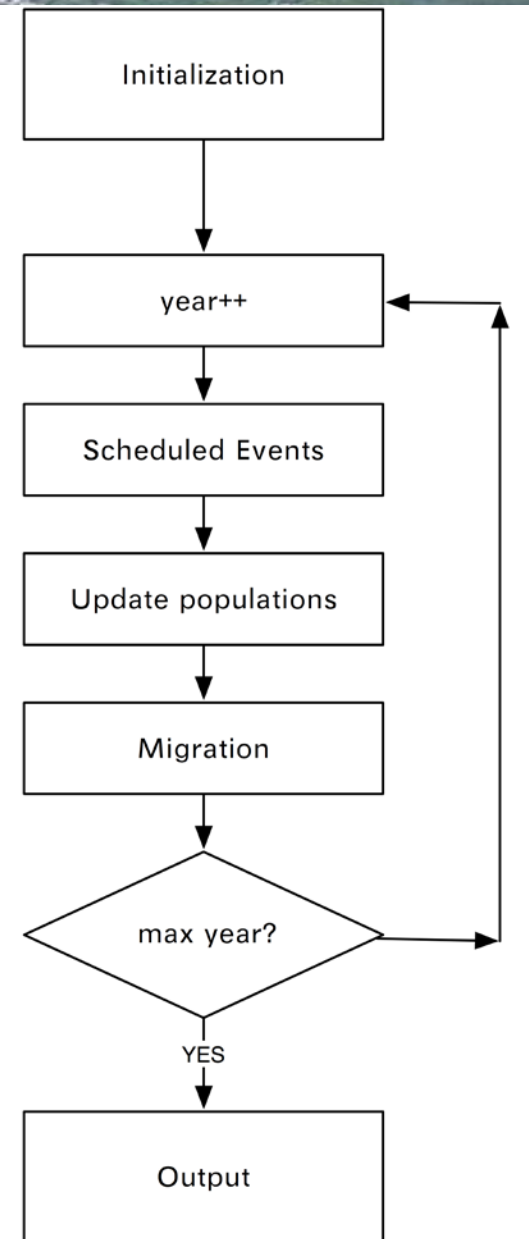 Initialization
year++
Scheduled Events
Update populations
Migration
max year?
YES
Output